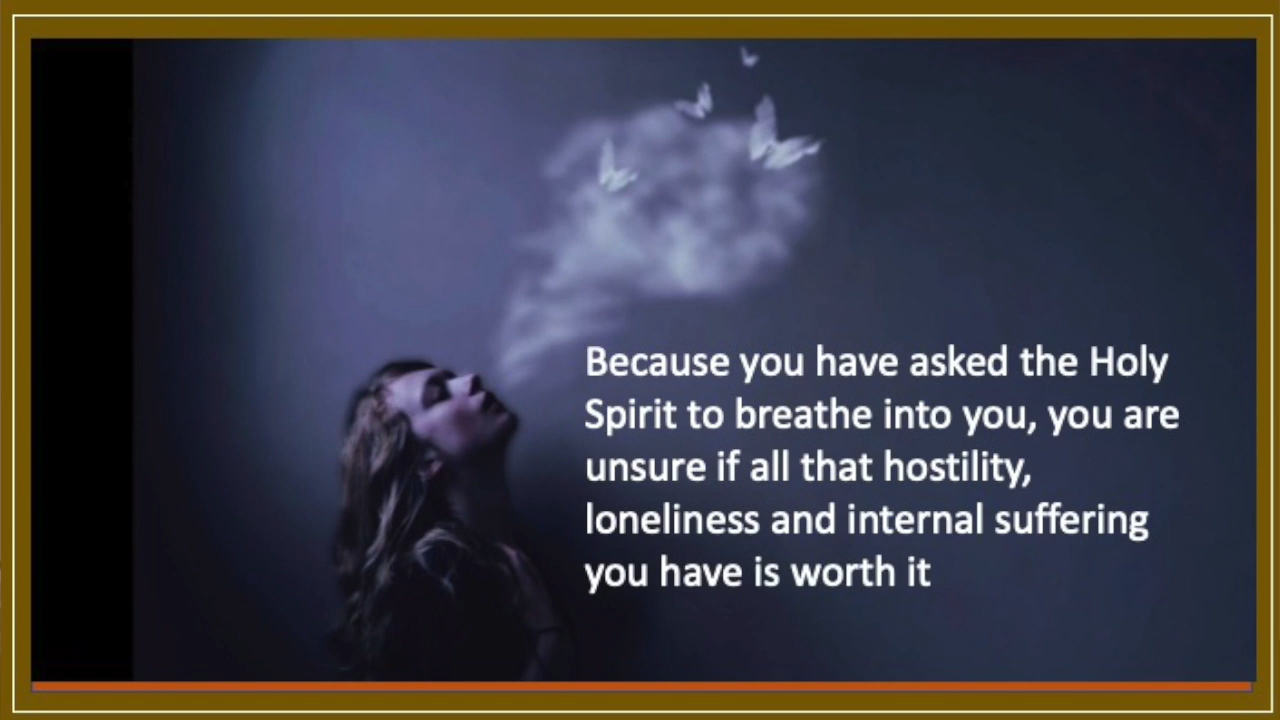 Because you have asked the Holy
Spirit to breathe into you, you are
unsure if all that hostility,
loneliness and internal suffering
you have is worth it